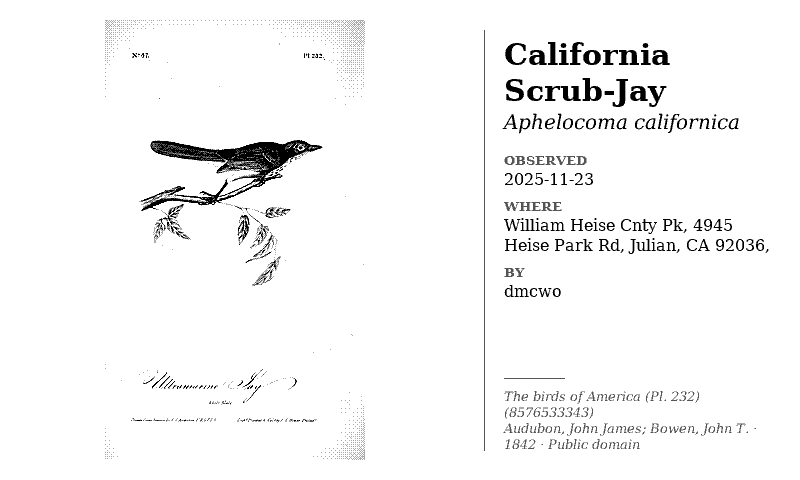 No 47.
Pl 232.
Ultramarine Jay
California
Scrub-Jay
Aphelocoma californica
OBSERVED
2025-11-23
WHERE
William Heise Cnty Pk, 4945
Heise Park Rd, Julian, CA 92036,
BY
dmcwo
The birds of America (Pl. 232)
(8576533343)
Audubon, John James; Bowen, John T. ·
1842 · Public domain